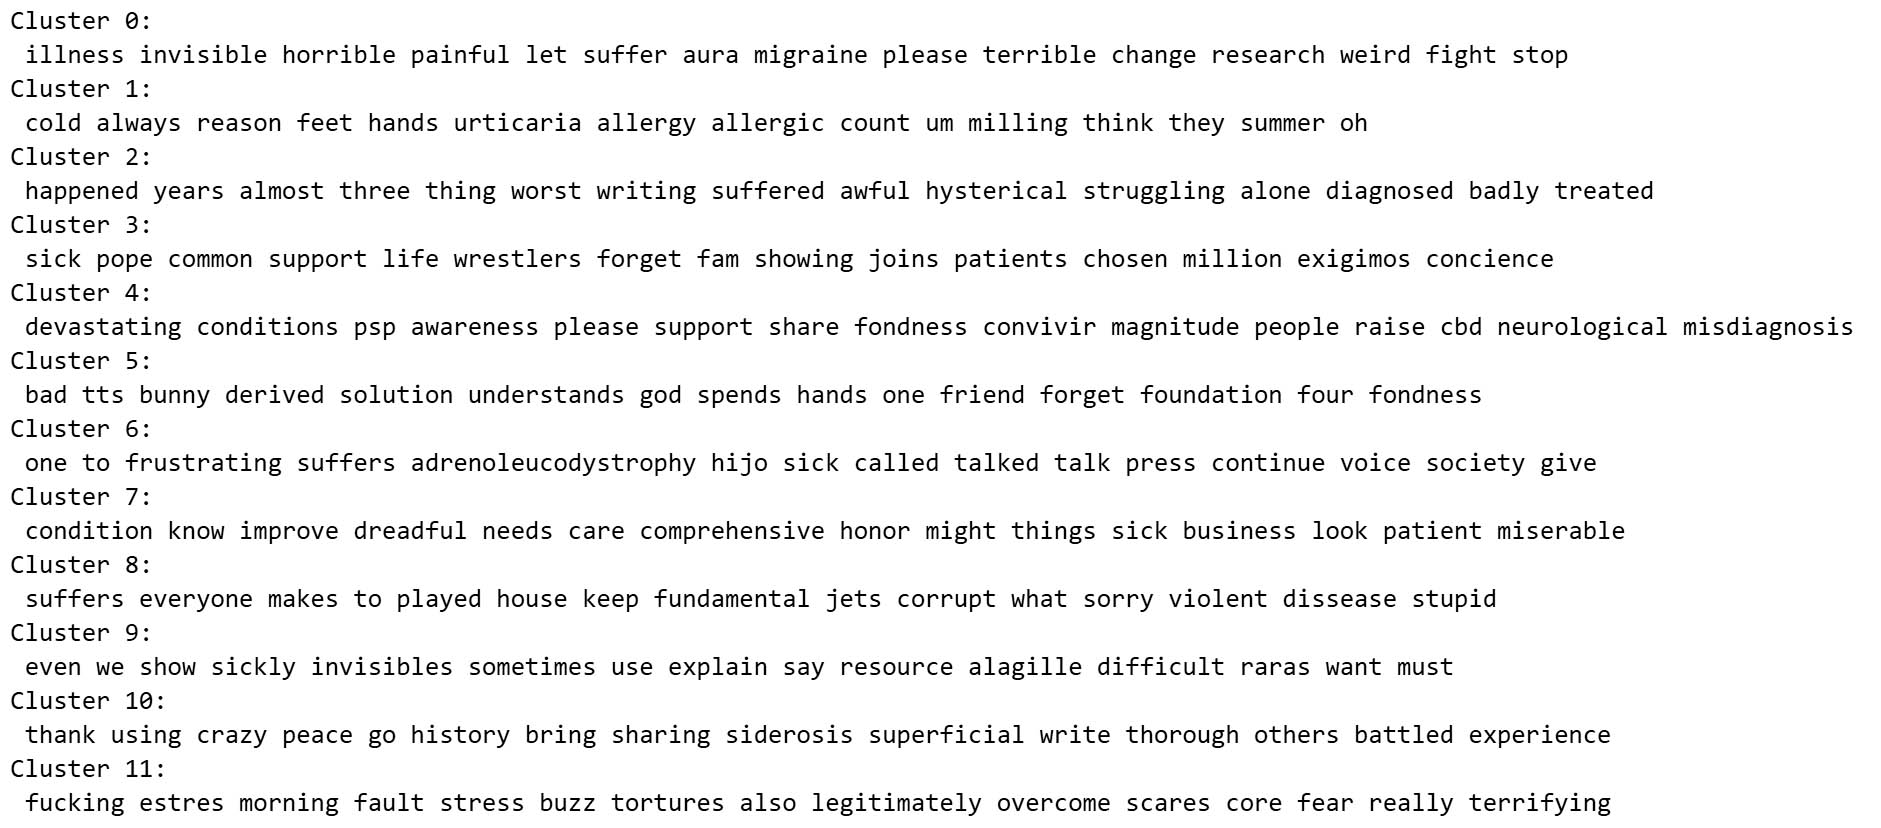 Cluster 0:
illness invisible horrible painful let suffer aura migraine please terrible change research weird fight stop
Cluster 1:
cold always reason feet hands urticaria allergy allergic count um milling think they summer oh
Cluster 2:
happened years almost three thing worst writing suffered awful hysterical struggling alone diagnosed badly treated
Cluster 3:
sick pope common support life wrestlers forget fam showing joins patients chosen million exigimos concience
Cluster 4:
devastating conditions psp awareness please support share fondness convivir magnitude people raise cbd neurological misdiagnosis
Cluster 5:
bad tts bunny derived solution understands god spends hands one friend forget foundation four fondness
Cluster 6:
one to frustrating suffers adrenoleucodystrophy hijo sick called talked talk press continue voice society give
Cluster 7:
condition know improve dreadful needs care comprehensive honor might things sick business look patient miserable
Cluster 8:
suffers everyone makes to played house keep fundamental jets corrupt what sorry violent dissease stupid
Cluster 9:
even we show sickly invisibles sometimes use explain say resource alagille difficult raras want must
Cluster 10:
thank using crazy peace go history bring sharing siderosis superficial write thorough others battled experience
Cluster 11:
fucking estres morning fault stress buzz tortures also legitimately overcome scares core fear really terrifying